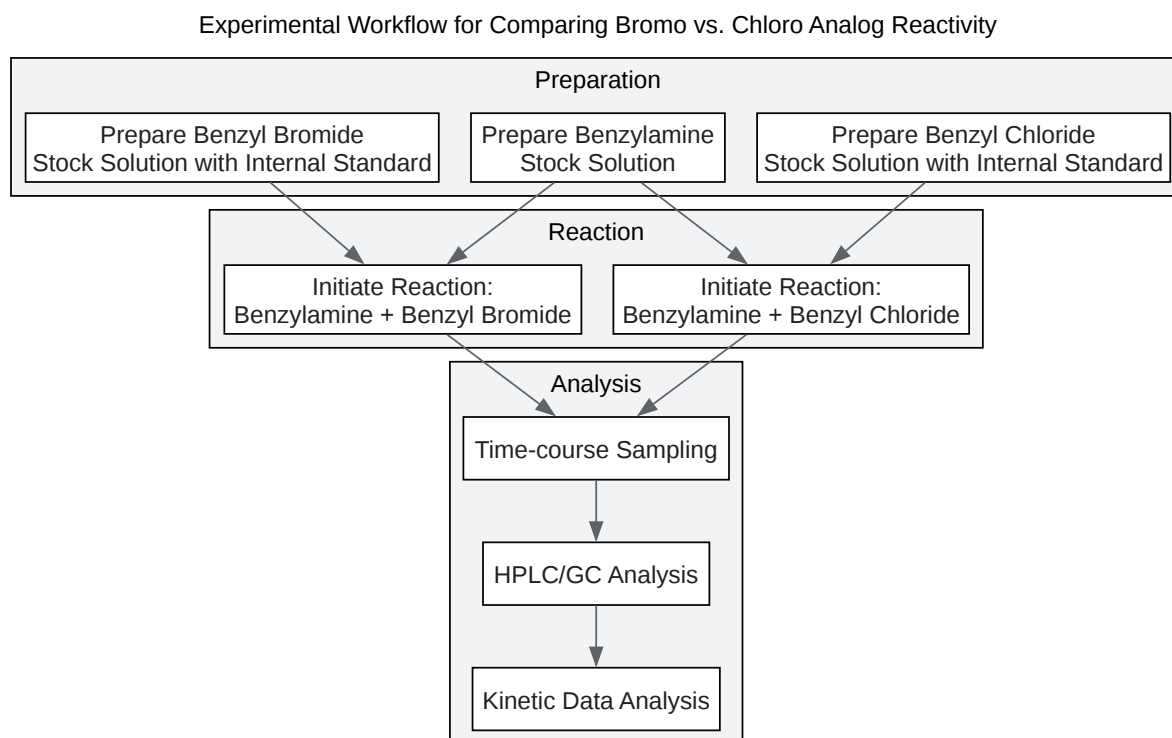 Experimental Workflow for Comparing Bromo vs. Chloro Analog Reactivity
Preparation
Prepare Benzyl Bromide
Stock Solution with Internal Standard
Prepare Benzylamine
Stock Solution
Prepare Benzyl Chloride
Stock Solution with Internal Standard
Reaction
Initiate Reaction:
Benzylamine + Benzyl Bromide
Initiate Reaction:
Benzylamine + Benzyl Chloride
Analysis
Time-course Sampling
HPLC/GC Analysis
Kinetic Data Analysis